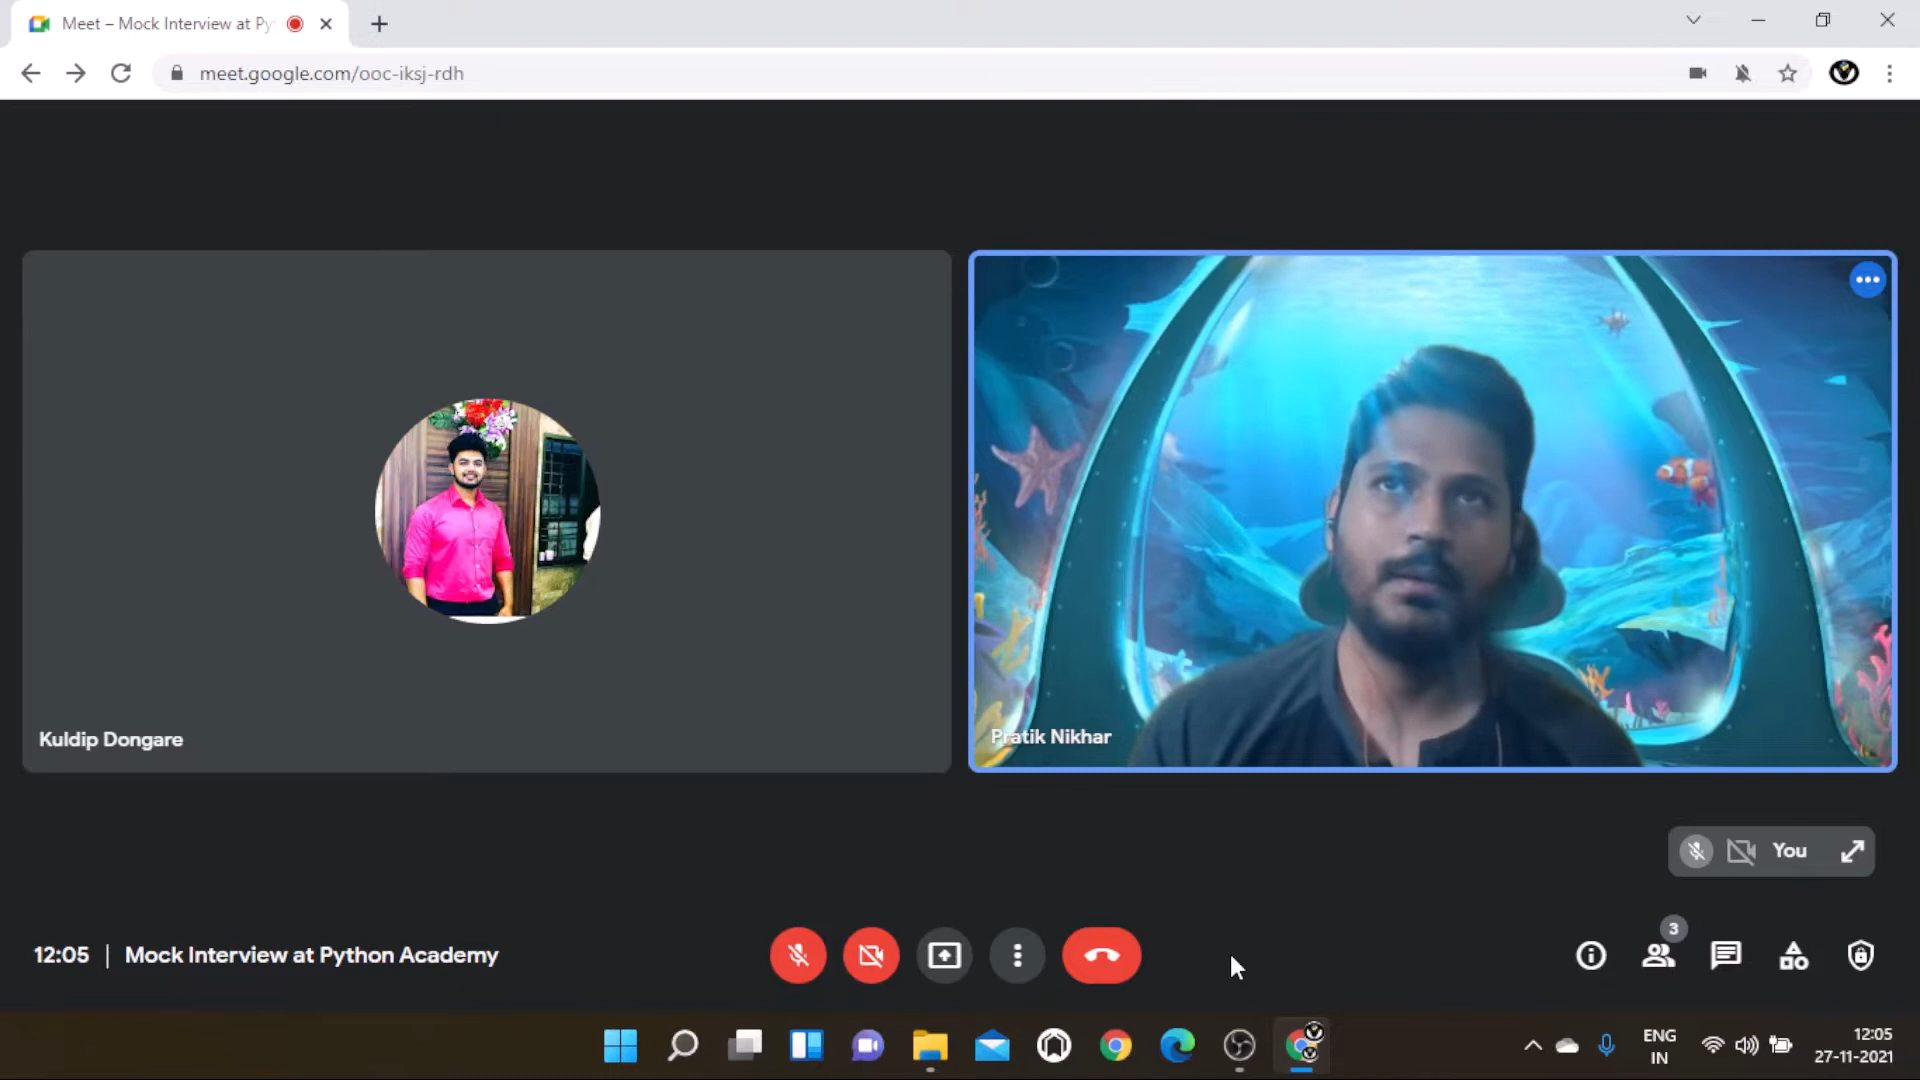 Meet – Mock Interview at Py
meet.google.com/ooc-iksj-rdh
Kuldip Dongare
Pratik Nikhar
You
12:05 | Mock Interview at Python Academy
3
ENG
IN
12:05
27-11-2021